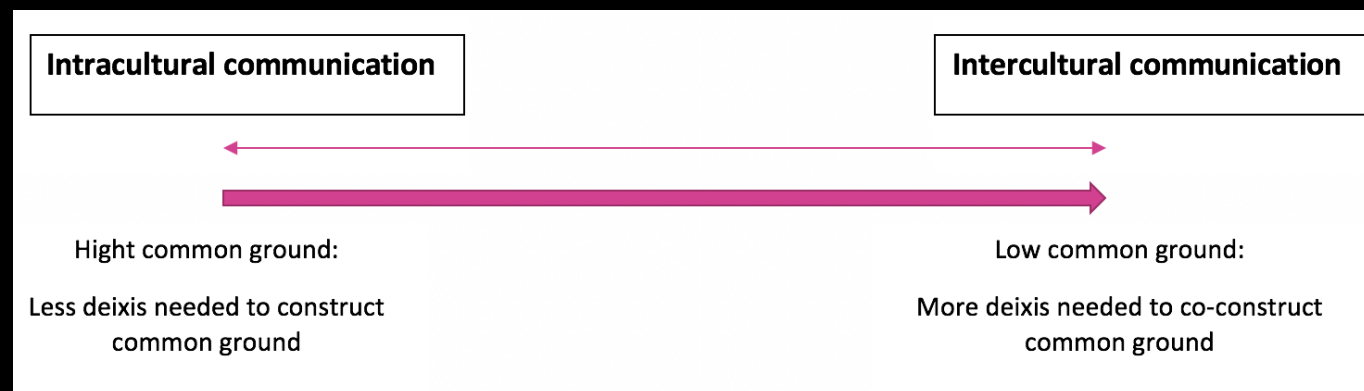 Intracultural communication
Intercultural communication
Hight common ground:
Less deixis needed to construct
common ground
Low common ground:
More deixis needed to co-construct
common ground